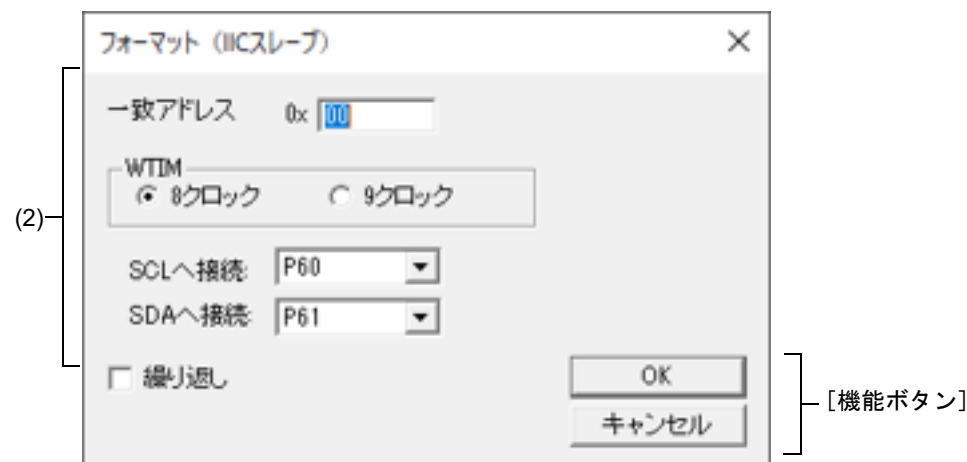 フォーマット（IICスレーブ）
一致アドレス 0x 00
WTIM
8クロック 9クロック
(2)
SCLへ接続: P60
SDAへ接続: P61
繰り返し
OK
キャンセル
[機能ボタン]